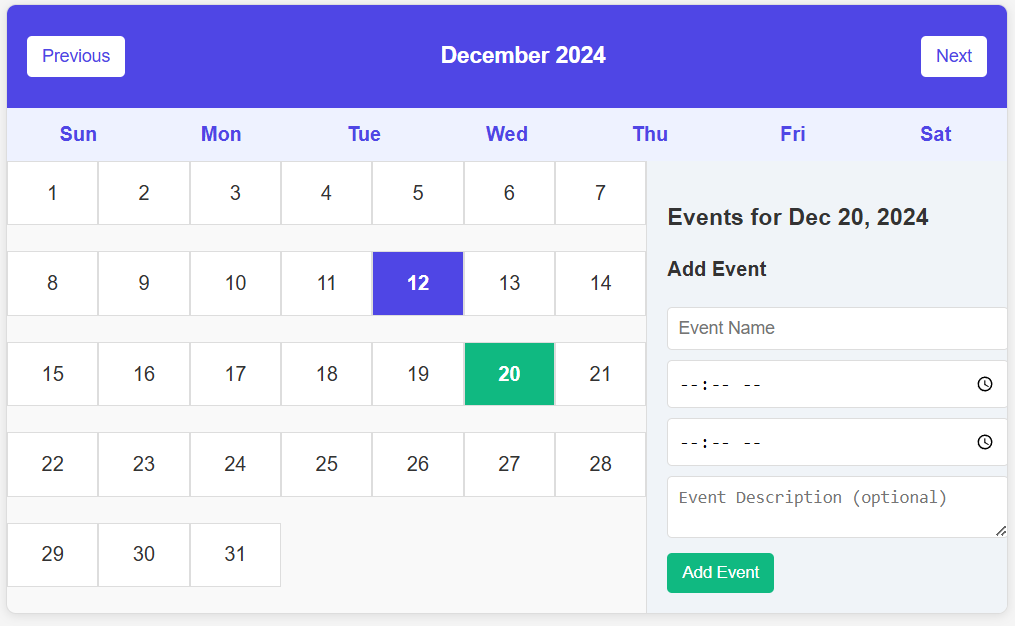 Previous December 2024 Next
Sun Mon Tue Wed Thu Fri Sat
1 2 3 4 5 6 7
8 9 10 11 12 13 14
15 16 17 18 19 20 21
22 23 24 25 26 27 28
29 30 31
Events for Dec 20, 2024
Add Event
Event Name
--:-- --
--:-- --
Event Description (optional)
Add Event